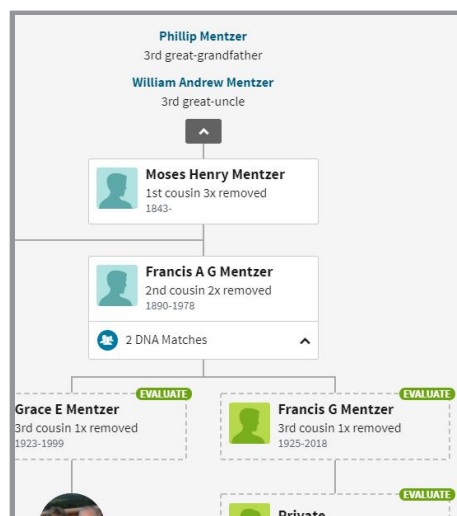 Phillip Mentzer
3rd great-grandfather
William Andrew Mentzer
3rd great-uncle
Moses Henry Mentzer
1st cousin 3x removed
1843-
Francis A G Mentzer
2nd cousin 2x removed
1890-1978
2 DNA Matches
EVALUATE
Grace E Mentzer
3rd cousin 1x removed
1923-1999
EVALUATE
Francis G Mentzer
3rd cousin 1x removed
1925-2018
EVALUATE
Private